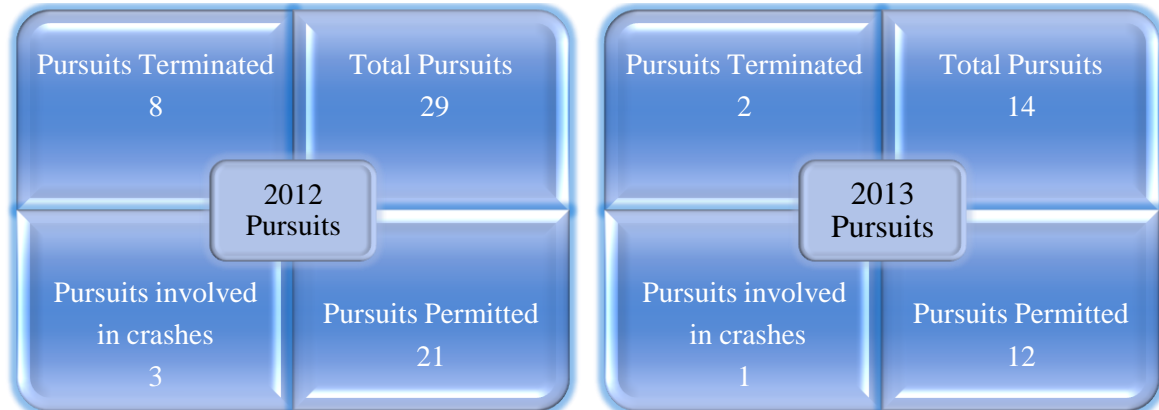 Pursuits Terminated
8
Total Pursuits
29
2012
Pursuits
Pursuits involved
in crashes
3
Pursuits Permitted
21
Pursuits Terminated
2
Total Pursuits
14
2013
Pursuits
Pursuits involved
in crashes
1
Pursuits Permitted
12